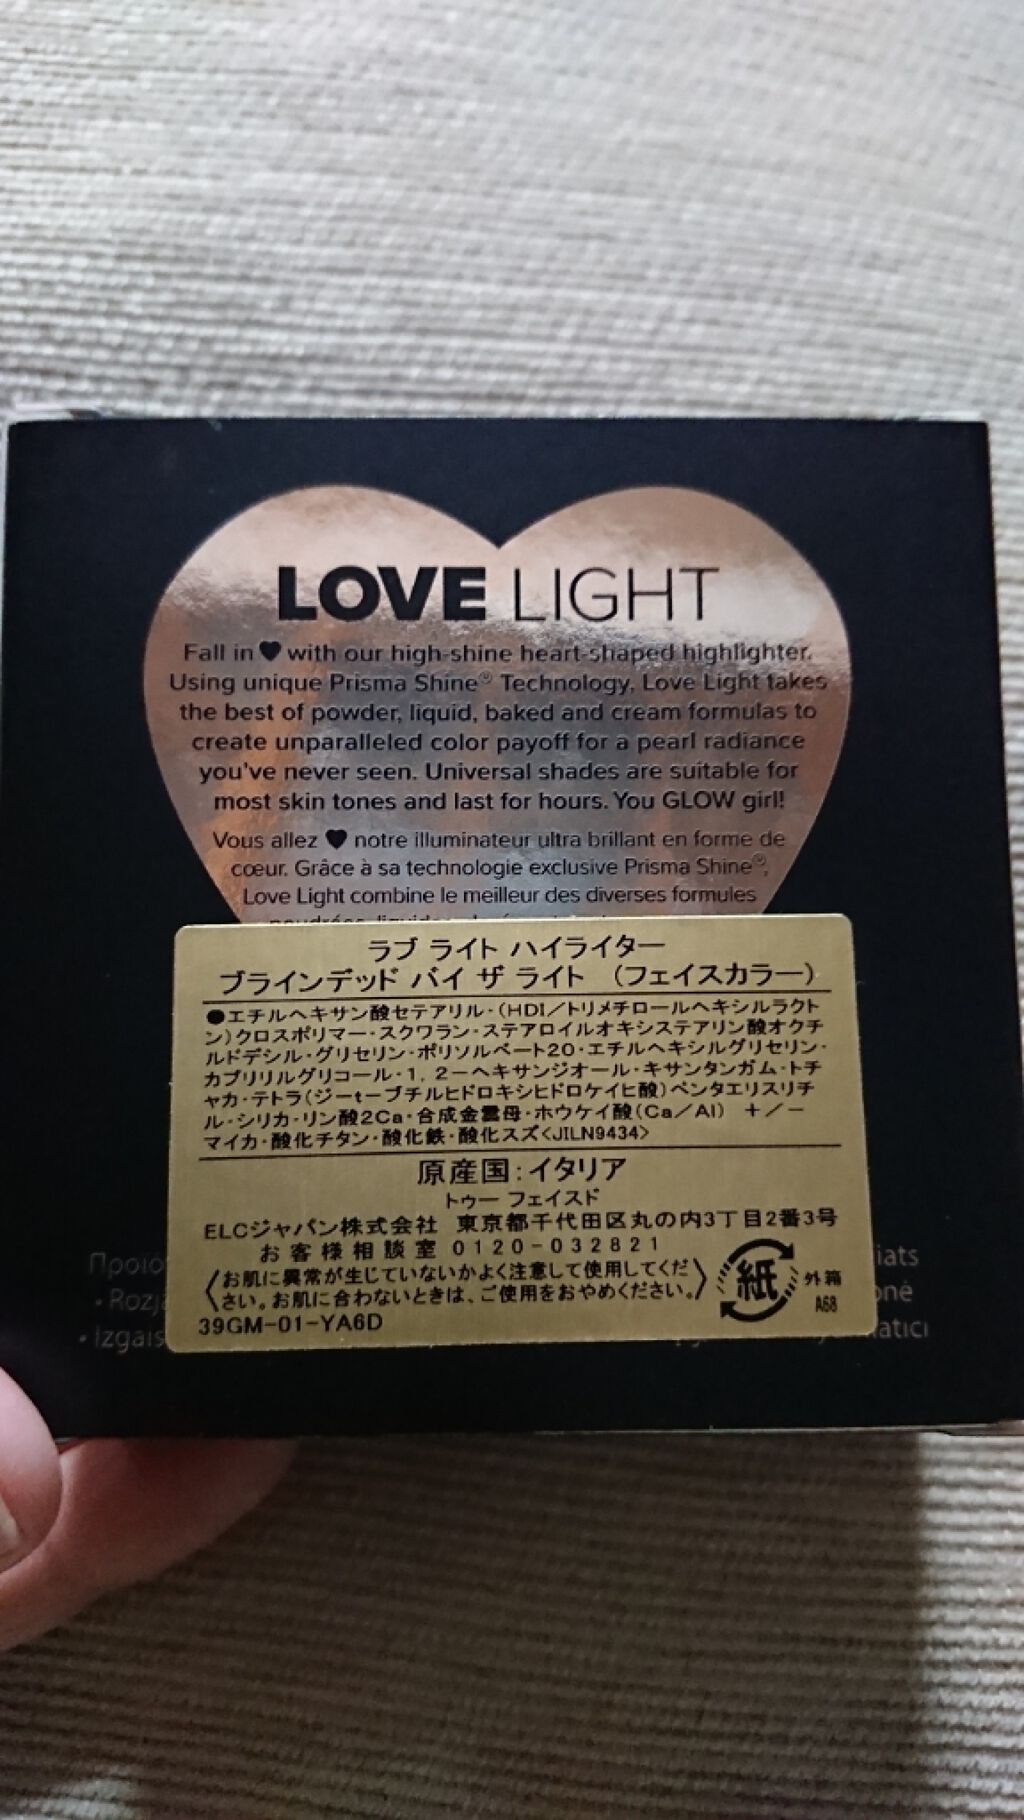 LOVE LIGHT
Fall in ♥ with our high-shine heart-shaped highlighter.
Using unique Prisma Shine® Technology, Love Light takes
the best of powder, liquid, baked and cream formulas to
create unparalleled color payoff for a pearl radiance
you've never seen. Universal shades are suitable for
most skin tones and last for hours. You GLOW girl!
Vous allez ♥ notre illuminateur ultra brillant en forme de
cœur. Grâce à sa technologie exclusive Prisma Shine®,
Love Light combine le meilleur des diverses formules
ラブ ライト ハイライター
ブラインデッド バイ ザ ライト (フェイスカラー)
●エチルヘキサン酸セテアリル・(HDI/トリメチロールヘキシルラクト
ン)クロスポリマー・スクワラン・ステアロイルオキシステアリン酸オクチ
ルドデシル・グリセリン・ポリソルベート20・エチルヘキシルグリセリン・
カプリリルグリコール・1,2-ヘキサンジオール・キサンタンガム・トチ
ャカ・テトラ(ジ-t-ブチルヒドロキシヒドロケイヒ酸)ペンタエリスリチ
ル・シリカ・リン酸2Ca・合成金雲母・ホウケイ酸(Ca/Al) +/-
マイカ・酸化チタン・酸化鉄・酸化スズ<JILN9434>
原産国:イタリア
トゥー フェイスド
ELCジャパン株式会社 東京都千代田区丸の内3丁目2番3号
お客様相談室 0120-032821
〈お肌に異常が生じていないかよく注意して使用してくだ
さい。お肌に合わないときは、ご使用をおやめください。〉
紙 外箱
A68
39GM-01-YA6D